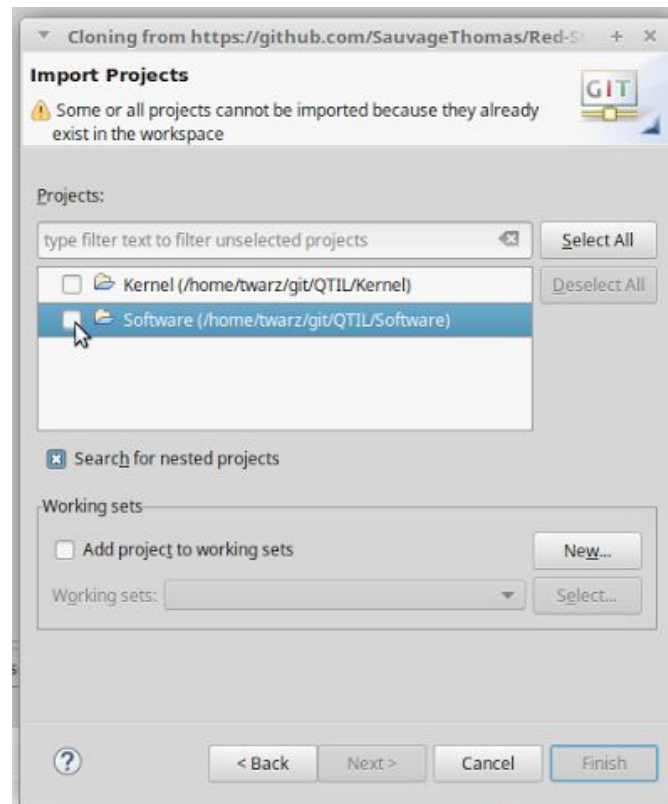 Cloning from https://github.com/SauvageThomas/Red-S
Import Projects
GIT
Some or all projects cannot be imported because they already
exist in the workspace
Projects:
type filter text to filter unselected projects
Select All
Kernel (/home/twarz/git/QTIL/Kernel)
Deselect All
Software (/home/twarz/git/QTIL/Software)
Search for nested projects
Working sets
Add project to working sets
New...
Working sets:
Select...
?
< Back
Next >
Cancel
Finish